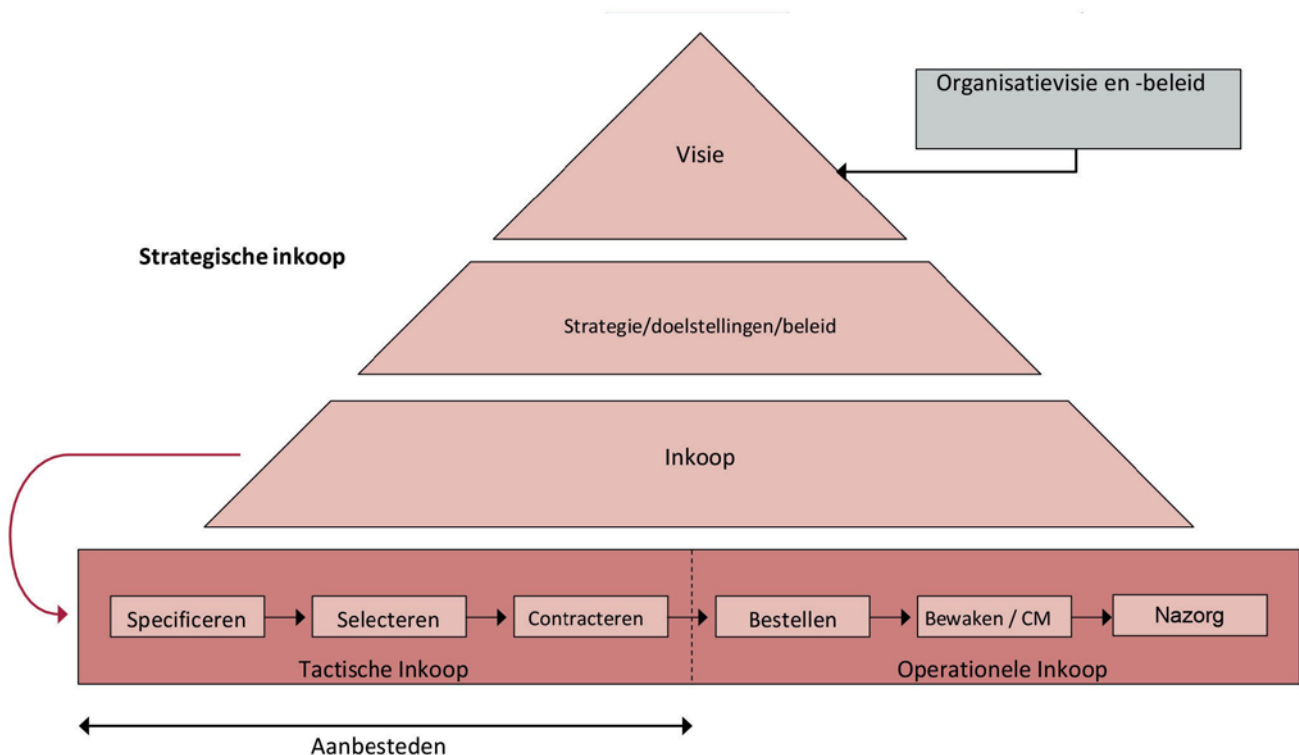 Organisatievisie en -beleid
Visie
Strategische inkoop
Strategie/doelstellingen/beleid
Inkoop
Specificeren
Selecteren
Contracteren
Bestellen
Bewaken / CM
Nazorg
Tactische Inkoop
Operationele Inkoop
Aanbesteden